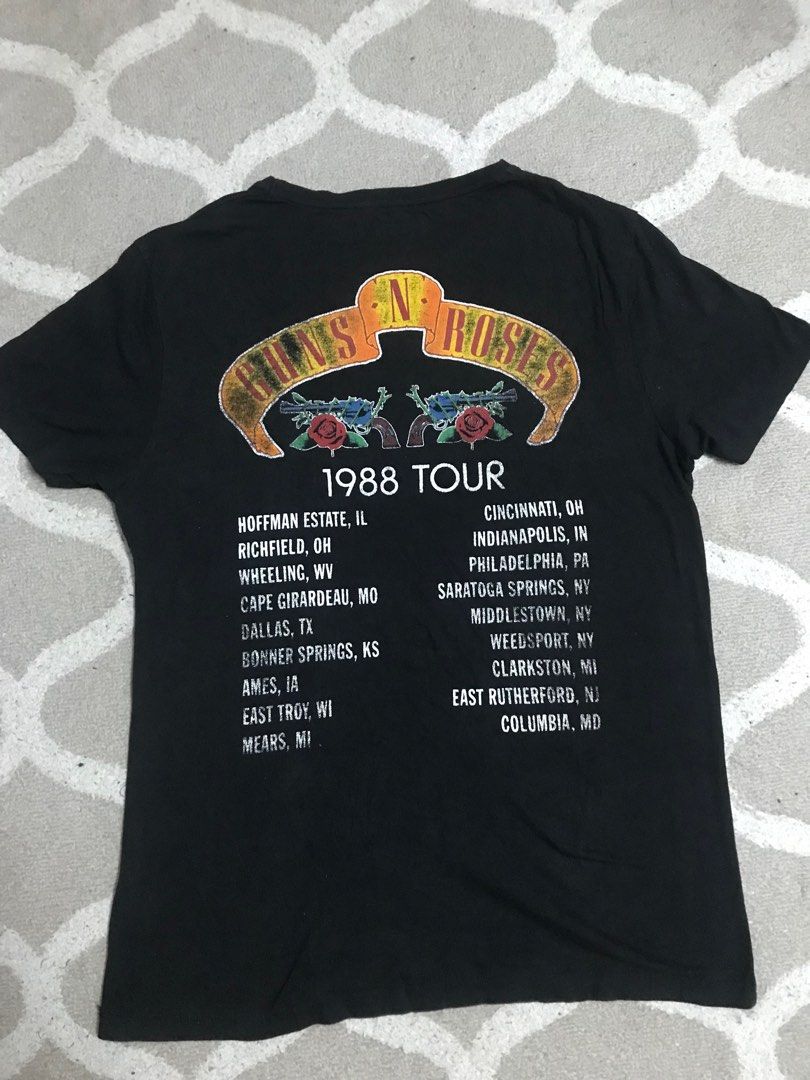 GUNS N ROSES
1988 TOUR
HOFFMAN ESTATE, IL
RICHFIELD, OH
WHEELING, WV
CAPE GIRARDEAU, MO
DALLAS, TX
BONNER SPRINGS, KS
AMES, IA
EAST TROY, WI
MEARS, MI
CINCINNATI, OH
INDIANAPOLIS, IN
PHILADELPHIA, PA
SARATOGA SPRINGS, NY
MIDDLESTOWN, NY
WEEDSPORT, NY
CLARKSTON, MI
EAST RUTHERFORD, NJ
COLUMBIA, MD